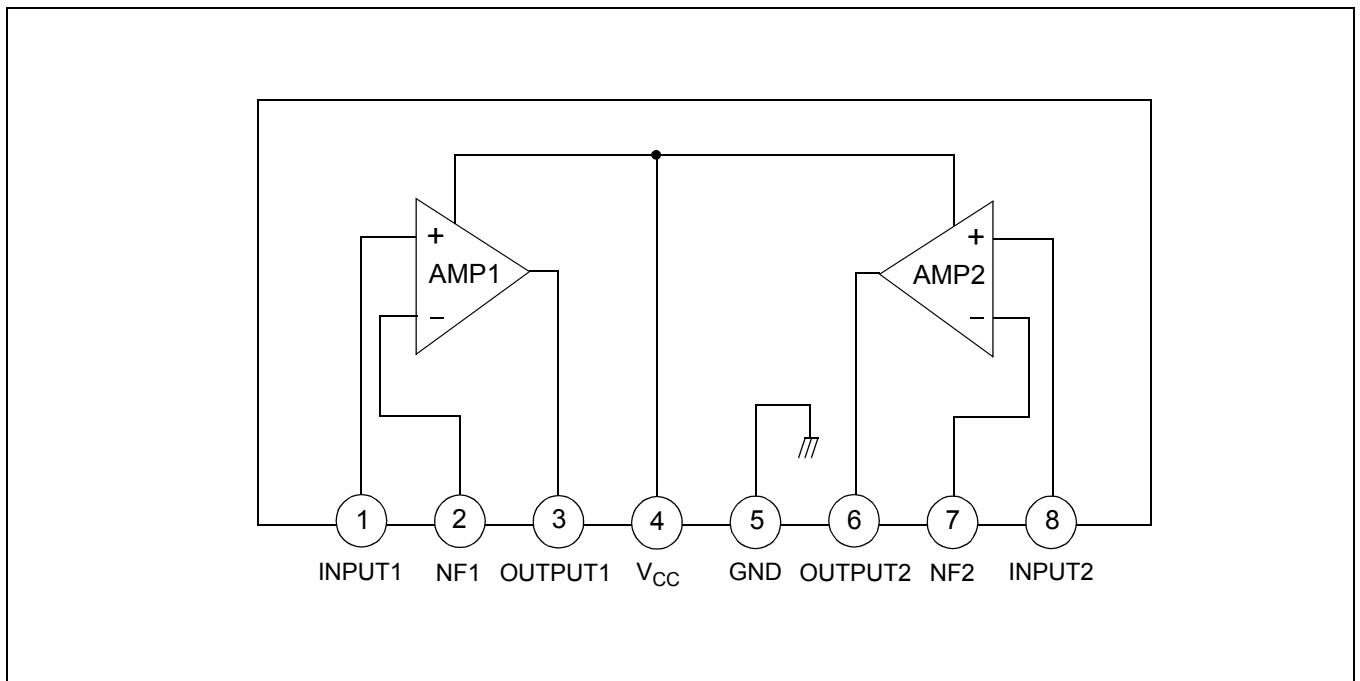 + +
AMP1 AMP2
− −
1 2 3 4 5 6 7 8
INPUT1 NF1 OUTPUT1 VCC GND OUTPUT2 NF2 INPUT2